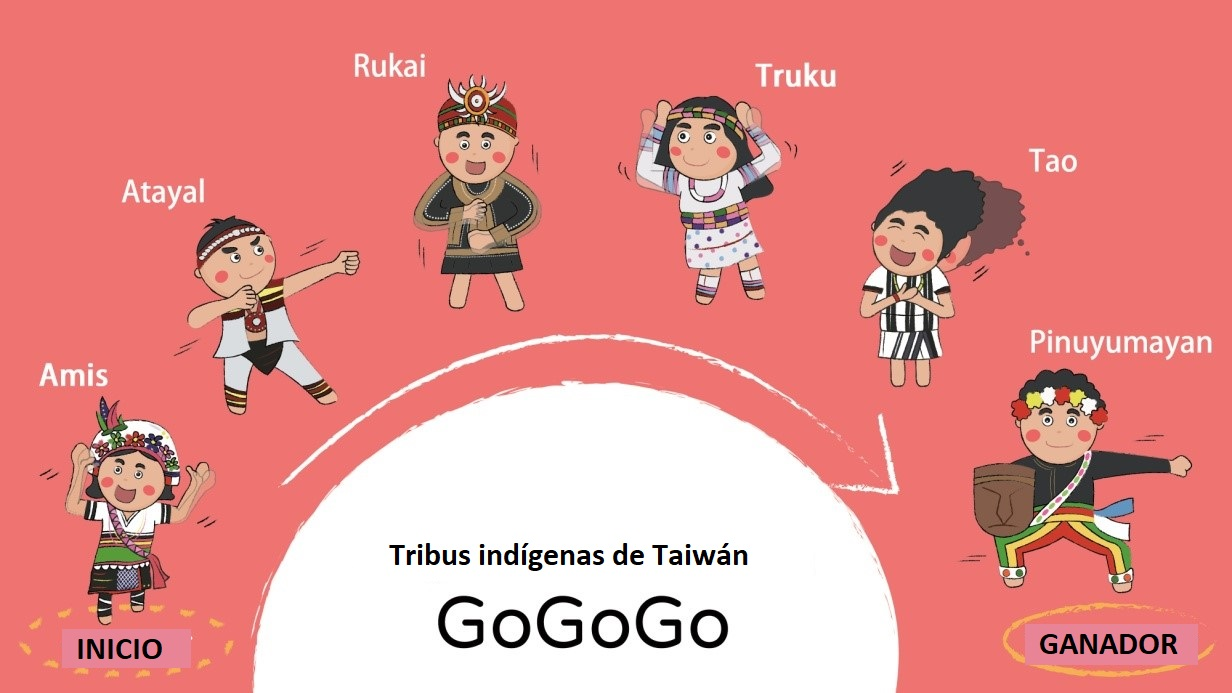 Rukai
Truku
Tao
Atayal
Pinuyumayan
Amis
Tribus indígenas de Taiwán
GoGoGo
INICIO
GANADOR